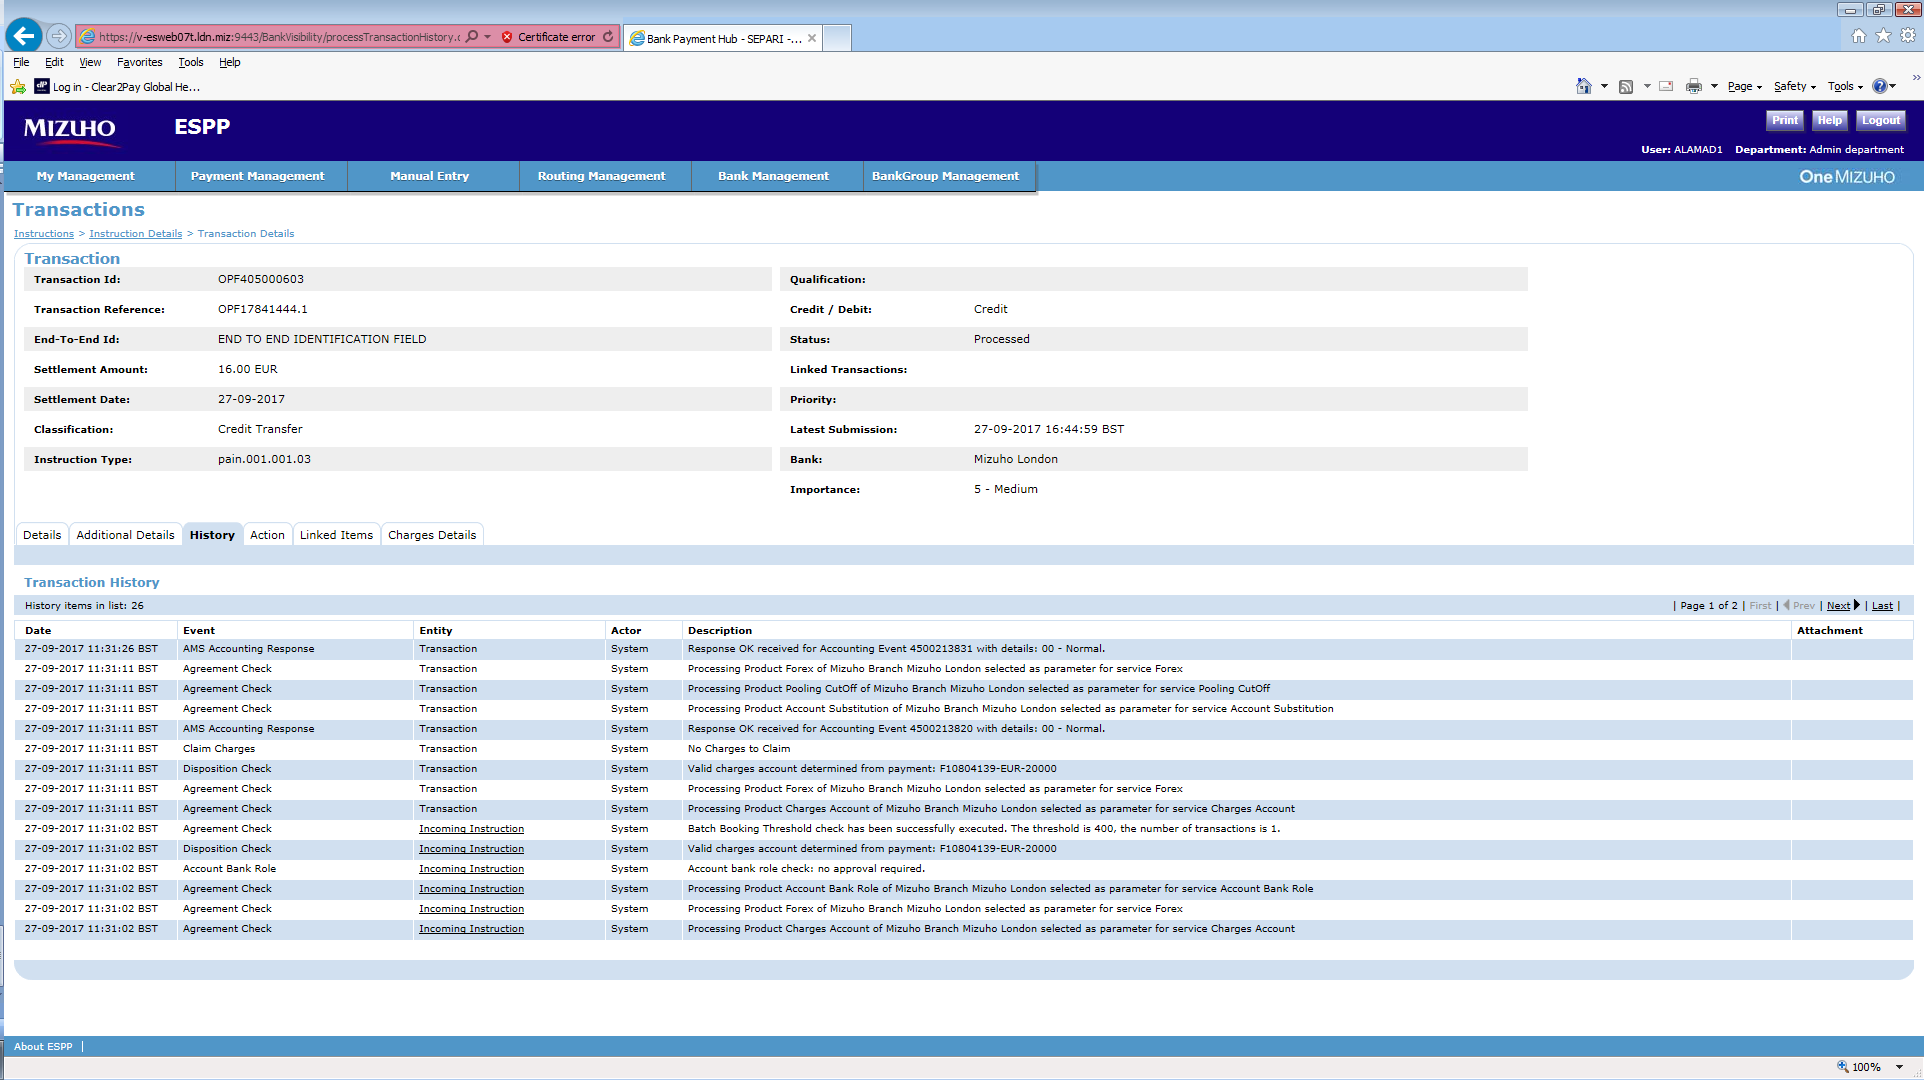 https://v-esweb07t.ldn.miz:9443/BankVisibility/processTransactionHistory.c Certificate error Bank Payment Hub - SEPARI -...
File Edit View Favorites Tools Help
Log in - Clear2Pay Global He...
Page Safety Tools
MIZUHO ESPP
Print Help Logout
User: ALAMAD1 Department: Admin department
My Management Payment Management Manual Entry Routing Management Bank Management BankGroup Management One MIZUHO
Transactions
Instructions > Instruction Details > Transaction Details
Transaction
Transaction Id: OPF405000603 Qualification:
Transaction Reference: OPF17841444.1 Credit / Debit: Credit
End-To-End Id: END TO END IDENTIFICATION FIELD Status: Processed
Settlement Amount: 16.00 EUR Linked Transactions:
Settlement Date: 27-09-2017 Priority:
Classification: Credit Transfer Latest Submission: 27-09-2017 16:44:59 BST
Instruction Type: pain.001.001.03 Bank: Mizuho London
Importance: 5 - Medium
Details Additional Details History Action Linked Items Charges Details
Transaction History
History items in list: 26 | Page 1 of 2 | First | Prev | Next | Last |
Date Event Entity Actor Description Attachment
27-09-2017 11:31:26 BST AMS Accounting Response Transaction System Response OK received for Accounting Event 4500213831 with details: 00 - Normal.
27-09-2017 11:31:11 BST Agreement Check Transaction System Processing Product Forex of Mizuho Branch Mizuho London selected as parameter for service Forex
27-09-2017 11:31:11 BST Agreement Check Transaction System Processing Product Pooling CutOff of Mizuho Branch Mizuho London selected as parameter for service Pooling CutOff
27-09-2017 11:31:11 BST Agreement Check Transaction System Processing Product Account Substitution of Mizuho Branch Mizuho London selected as parameter for service Account Substitution
27-09-2017 11:31:11 BST AMS Accounting Response Transaction System Response OK received for Accounting Event 4500213820 with details: 00 - Normal.
27-09-2017 11:31:11 BST Claim Charges Transaction System No Charges to Claim
27-09-2017 11:31:11 BST Disposition Check Transaction System Valid charges account determined from payment: F10804139-EUR-20000
27-09-2017 11:31:11 BST Agreement Check Transaction System Processing Product Forex of Mizuho Branch Mizuho London selected as parameter for service Forex
27-09-2017 11:31:11 BST Agreement Check Transaction System Processing Product Charges Account of Mizuho Branch Mizuho London selected as parameter for service Charges Account
27-09-2017 11:31:02 BST Agreement Check Incoming Instruction System Batch Booking Threshold check has been successfully executed. The threshold is 400, the number of transactions is 1.
27-09-2017 11:31:02 BST Disposition Check Incoming Instruction System Valid charges account determined from payment: F10804139-EUR-20000
27-09-2017 11:31:02 BST Account Bank Role Incoming Instruction System Account bank role check: no approval required.
27-09-2017 11:31:02 BST Agreement Check Incoming Instruction System Processing Product Account Bank Role of Mizuho Branch Mizuho London selected as parameter for service Account Bank Role
27-09-2017 11:31:02 BST Agreement Check Incoming Instruction System Processing Product Forex of Mizuho Branch Mizuho London selected as parameter for service Forex
27-09-2017 11:31:02 BST Agreement Check Incoming Instruction System Processing Product Charges Account of Mizuho Branch Mizuho London selected as parameter for service Charges Account
About ESPP |
100%